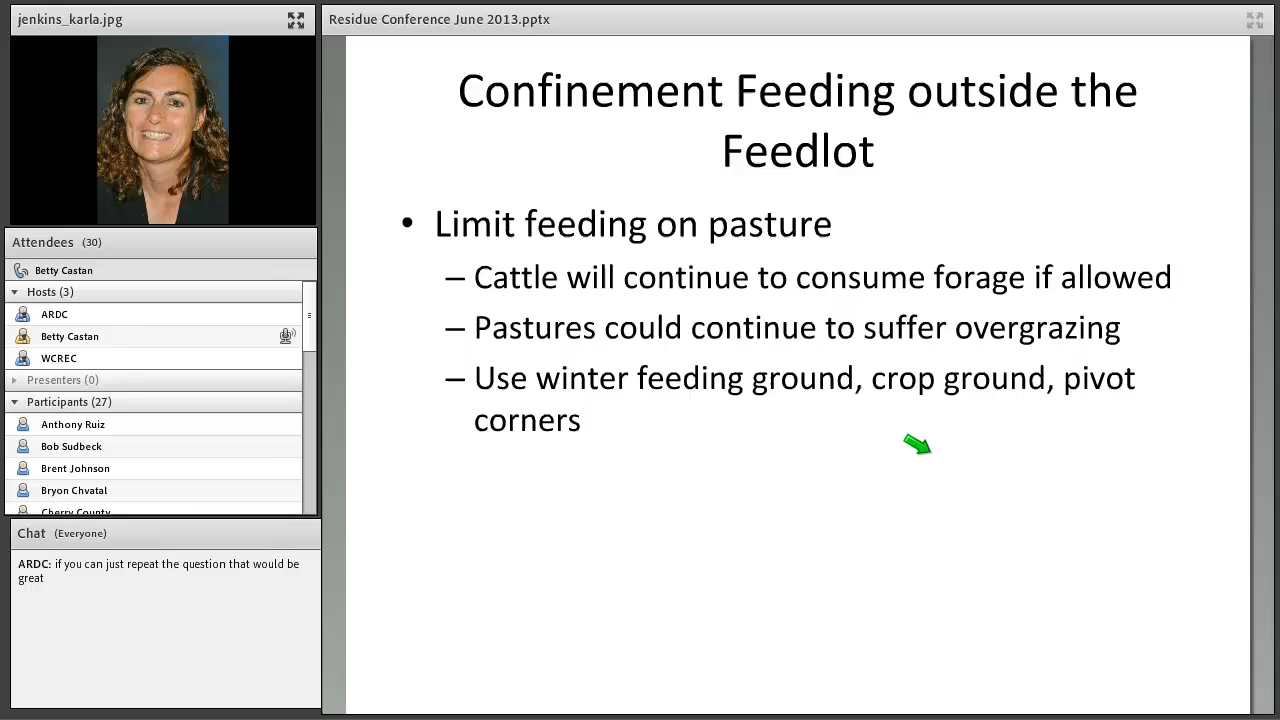 jenkins_karla.jpg
Attendees (30)
Betty Castan
Hosts (3)
ARDC
Betty Castan
WCREC
Presenters (0)
Participants (27)
Anthony Ruiz
Bob Sudbeck
Brent Johnson
Bryon Chvatal
Cherry County
Chat (Everyone)
ARDC: if you can just repeat the question that would be
great
Residue Conference June 2013.pptx
Confinement Feeding outside the
Feedlot
• Limit feeding on pasture
– Cattle will continue to consume forage if allowed
– Pastures could continue to suffer overgrazing
– Use winter feeding ground, crop ground, pivot
corners